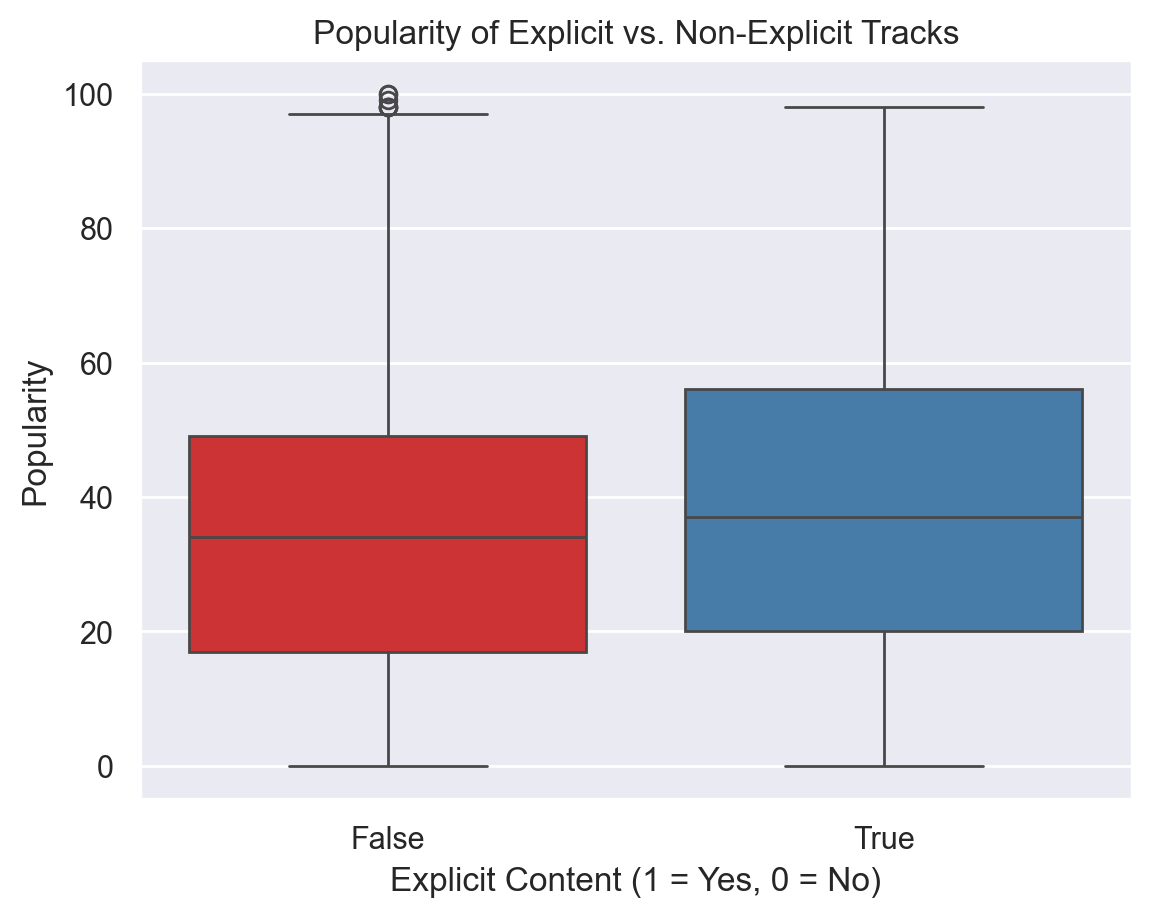 Popularity of Explicit vs. Non-Explicit Tracks
100
80
60
40
20
0
Popularity
False True
Explicit Content (1 = Yes, 0 = No)